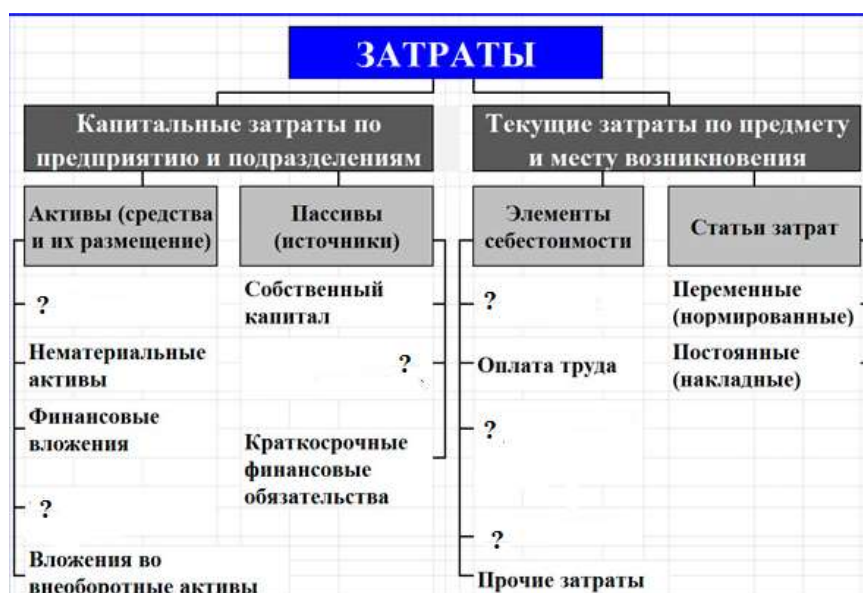 ЗАТРАТЫ
Капитальные затраты по
предприятию и подразделениям
Текущие затраты по предмету
и месту возникновения
Активы (средства
и их размещение)
Пассивы
(источники)
Элементы
себестоимости
Статьи затрат
?
Нематериальные
активы
Финансовые
вложения
?
Вложения во
внеоборотные активы
Собственный
капитал
?
Краткосрочные
финансовые
обязательства
?
Оплата труда
?
?
Прочие затраты
Переменные
(нормированные)
Постоянные
(накладные)